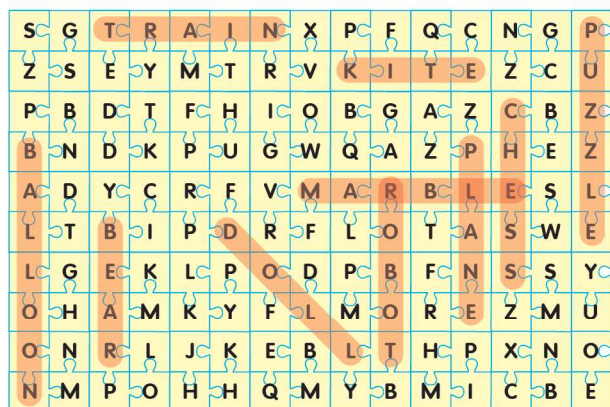 S G T R A I N X P F Q C N G P
Z S E Y M T R V K I T E Z C U
P B D T F H I O B G A Z C B Z
B N D K P U G W Q A Z P H E Z
A D Y C R F V M A R B L E S L
L T B I P D R F L O T A S W E
L G E K L P O D P B F N S S Y
O H A M K Y F L M O R E Z M U
O N R L J K E B L T H P X N O
N M P O H H Q M Y B M I C B E